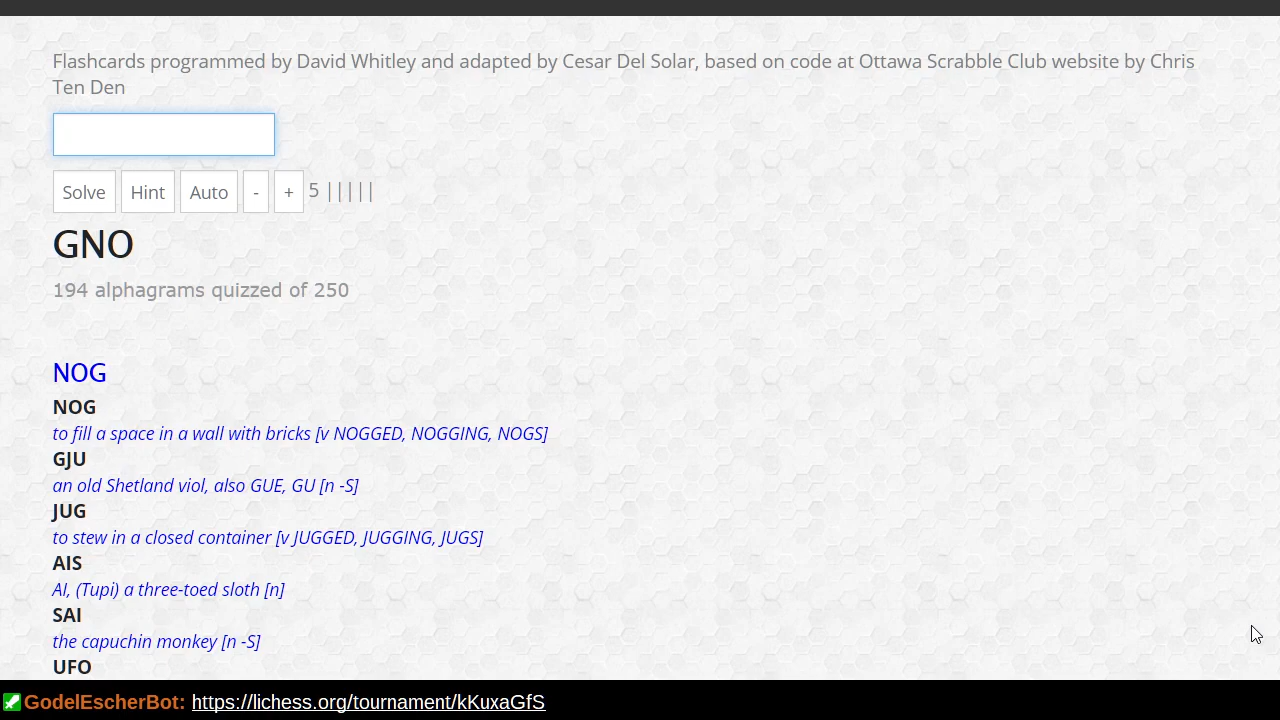 Flashcards programmed by David Whitley and adapted by Cesar Del Solar, based on code at Ottawa Scrabble Club website by Chris
Ten Den
Solve Hint Auto - + 5 |||||
GNO
194 alphagrams quizzed of 250
NOG
NOG
to fill a space in a wall with bricks [v NOGGED, NOGGING, NOGS]
GJU
an old Shetland viol, also GUE, GU [n -S]
JUG
to stew in a closed container [v JUGGED, JUGGING, JUGS]
AIS
AI, (Tupi) a three-toed sloth [n]
SAI
the capuchin monkey [n -S]
UFO
GodelEscherBot: https://lichess.org/tournament/kKuxaGfS